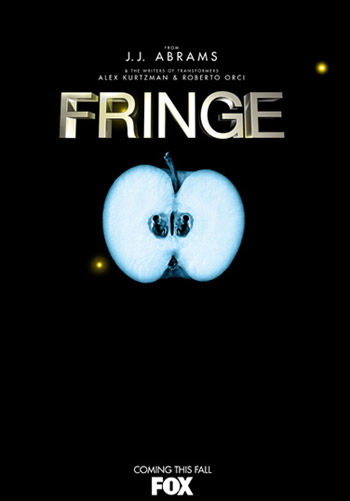 FROM
J.J. ABRAMS
& THE WRITERS OF TRANSFORMERS
ALEX KURTZMAN & ROBERTO ORCI
FRINGE
COMING THIS FALL
FOX